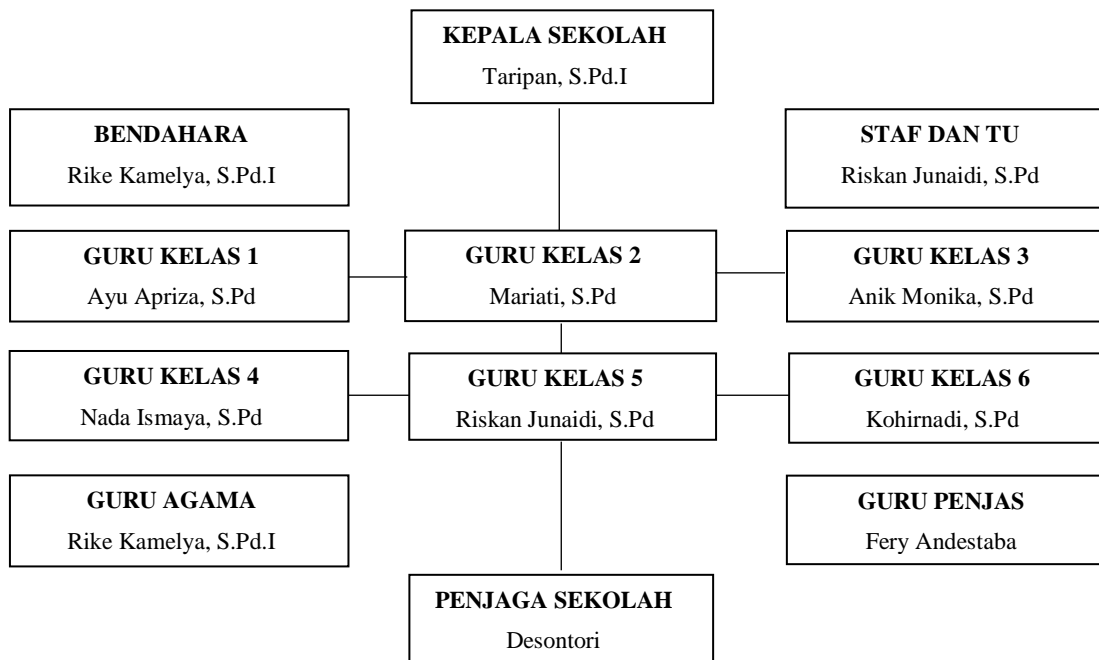 KEPALA SEKOLAH
Taripan, S.Pd.I
BENDAHARA
Rike Kamelya, S.Pd.I
STAF DAN TU
Riskan Junaidi, S.Pd
GURU KELAS 1
Ayu Apriza, S.Pd
GURU KELAS 2
Mariati, S.Pd
GURU KELAS 3
Anik Monika, S.Pd
GURU KELAS 4
Nada Ismaya, S.Pd
GURU KELAS 5
Riskan Junaidi, S.Pd
GURU KELAS 6
Kohirnadi, S.Pd
GURU AGAMA
Rike Kamelya, S.Pd.I
GURU PENJAS
Fery Andestaba
PENJAGA SEKOLAH
Desontori